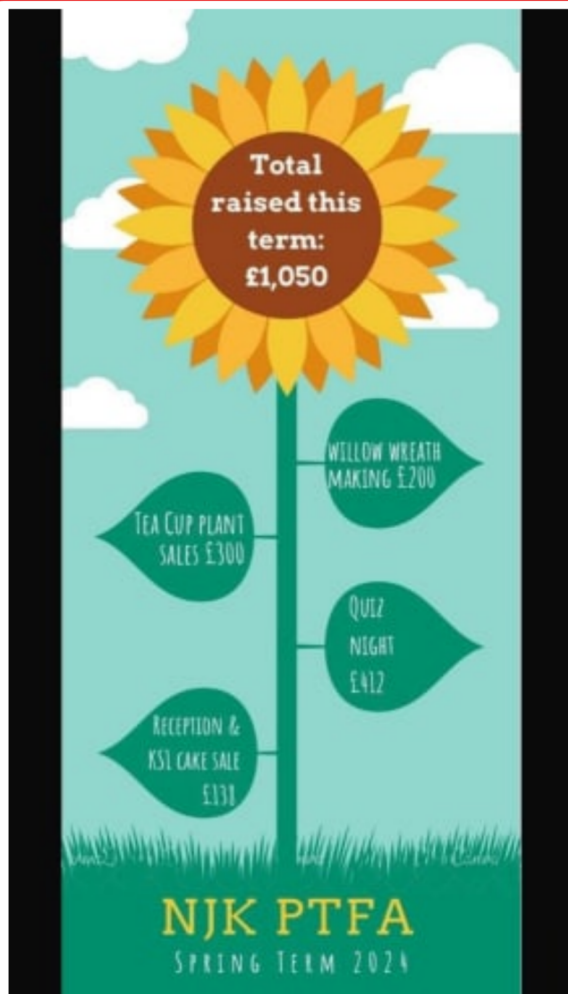 Total
raised this
term:
£1,050
WILLOW WREATH
MAKING £200
TEA CUP PLANT
SALES £300
QUIZ
NIGHT
£412
RECEPTION &
KS1 CAKE SALE
£138
NJK PTFA
SPRING TERM 2024